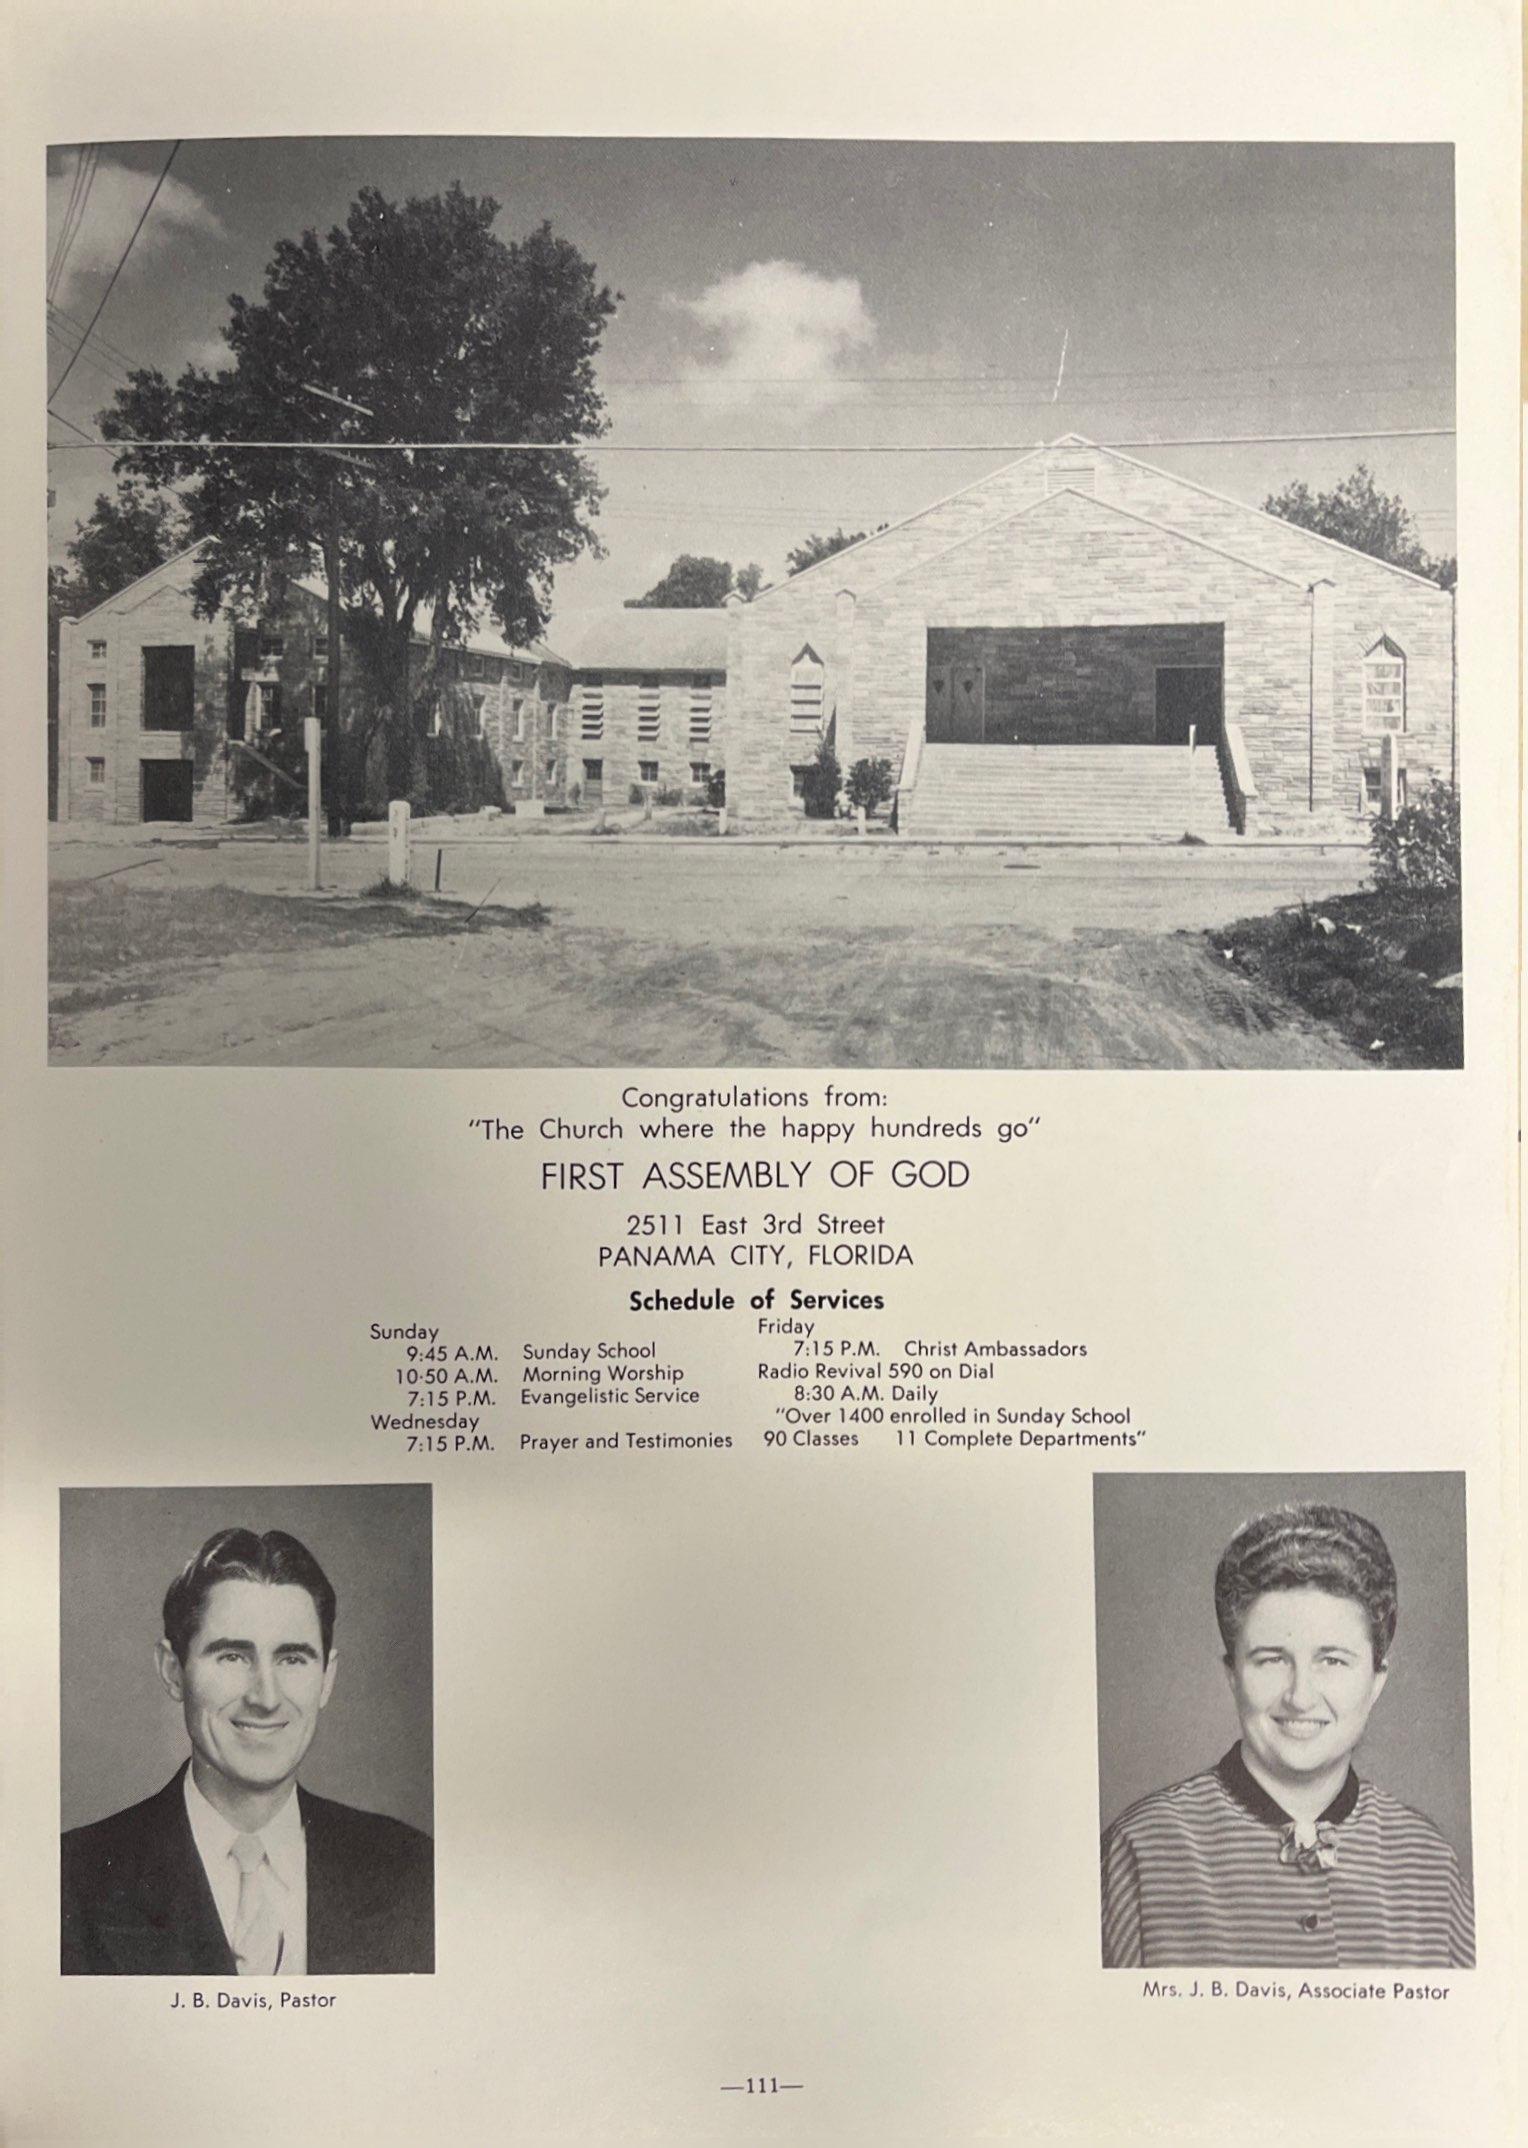 Congratulations from:
"The Church where the happy hundreds go"
FIRST ASSEMBLY OF GOD
2511 East 3rd Street
PANAMA CITY, FLORIDA
Schedule of Services
Sunday
9:45 A.M. Sunday School
10·50 A.M. Morning Worship
7:15 P.M. Evangelistic Service
Wednesday
7:15 P.M. Prayer and Testimonies
Friday
7:15 P.M. Christ Ambassadors
Radio Revival 590 on Dial
8:30 A.M. Daily
"Over 1400 enrolled in Sunday School
90 Classes 11 Complete Departments"
J. B. Davis, Pastor
Mrs. J. B. Davis, Associate Pastor
—111—